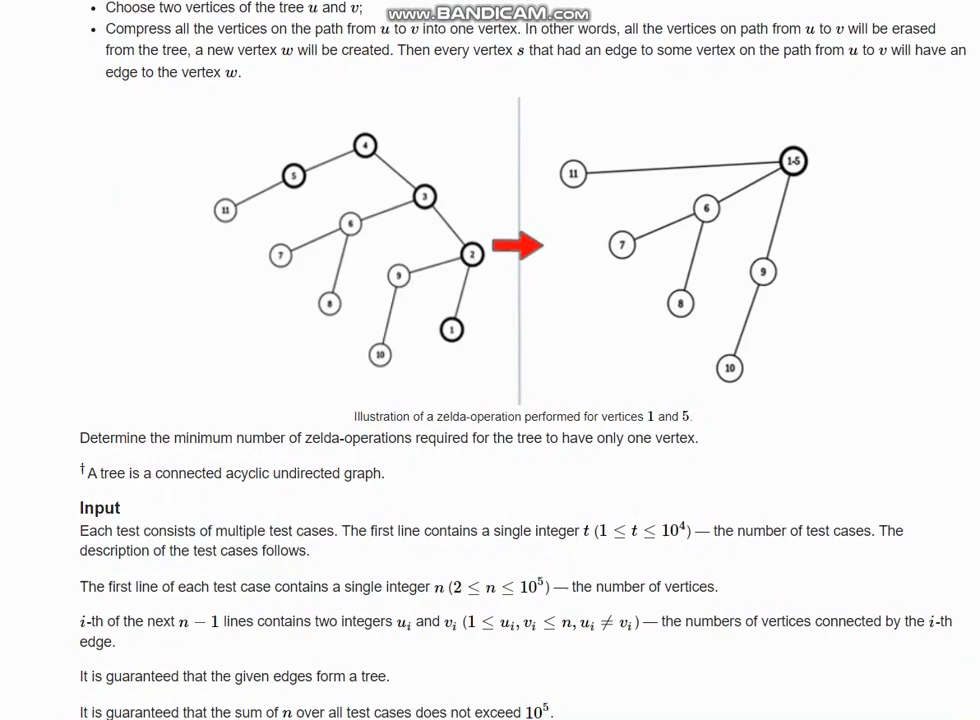 www.BANDICAM.com
• Choose two vertices of the tree u and v;
• Compress all the vertices on the path from u to v into one vertex. In other words, all the vertices on path from u to v will be erased
from the tree, a new vertex w will be created. Then every vertex s that had an edge to some vertex on the path from u to v will have an
edge to the vertex w.
4
5
3
11
6
7
2
9
8
1
10
1-5
11
6
7
9
8
10
Illustration of a zelda-operation performed for vertices 1 and 5.
Determine the minimum number of zelda-operations required for the tree to have only one vertex.
† A tree is a connected acyclic undirected graph.
Input
Each test consists of multiple test cases. The first line contains a single integer t (1 ≤ t ≤ 10⁴) — the number of test cases. The
description of the test cases follows.
The first line of each test case contains a single integer n (2 ≤ n ≤ 10⁵) — the number of vertices.
i-th of the next n − 1 lines contains two integers uᵢ and vᵢ (1 ≤ uᵢ, vᵢ ≤ n, uᵢ ≠ vᵢ) — the numbers of vertices connected by the i-th
edge.
It is guaranteed that the given edges form a tree.
It is guaranteed that the sum of n over all test cases does not exceed 10⁵.